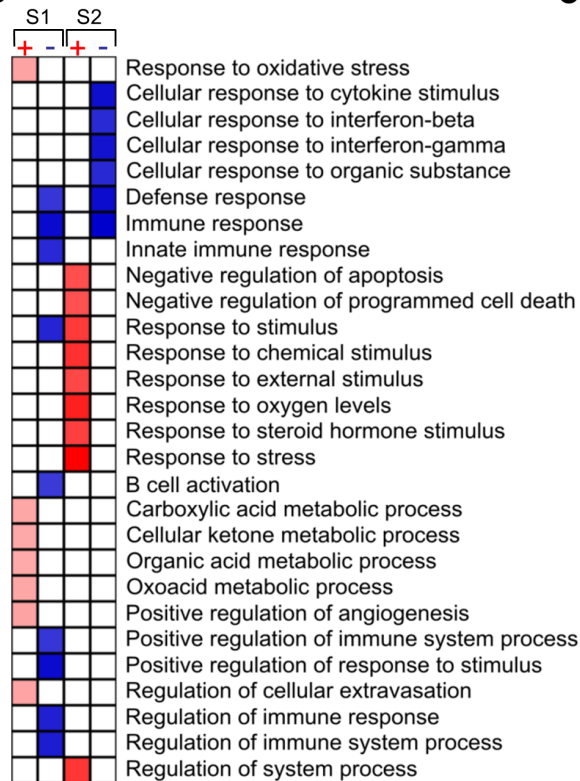 S1 S2
+ - + -
Response to oxidative stress
Cellular response to cytokine stimulus
Cellular response to interferon-beta
Cellular response to interferon-gamma
Cellular response to organic substance
Defense response
Immune response
Innate immune response
Negative regulation of apoptosis
Negative regulation of programmed cell death
Response to stimulus
Response to chemical stimulus
Response to external stimulus
Response to oxygen levels
Response to steroid hormone stimulus
Response to stress
B cell activation
Carboxylic acid metabolic process
Cellular ketone metabolic process
Organic acid metabolic process
Oxoacid metabolic process
Positive regulation of angiogenesis
Positive regulation of immune system process
Positive regulation of response to stimulus
Regulation of cellular extravasation
Regulation of immune response
Regulation of immune system process
Regulation of system process